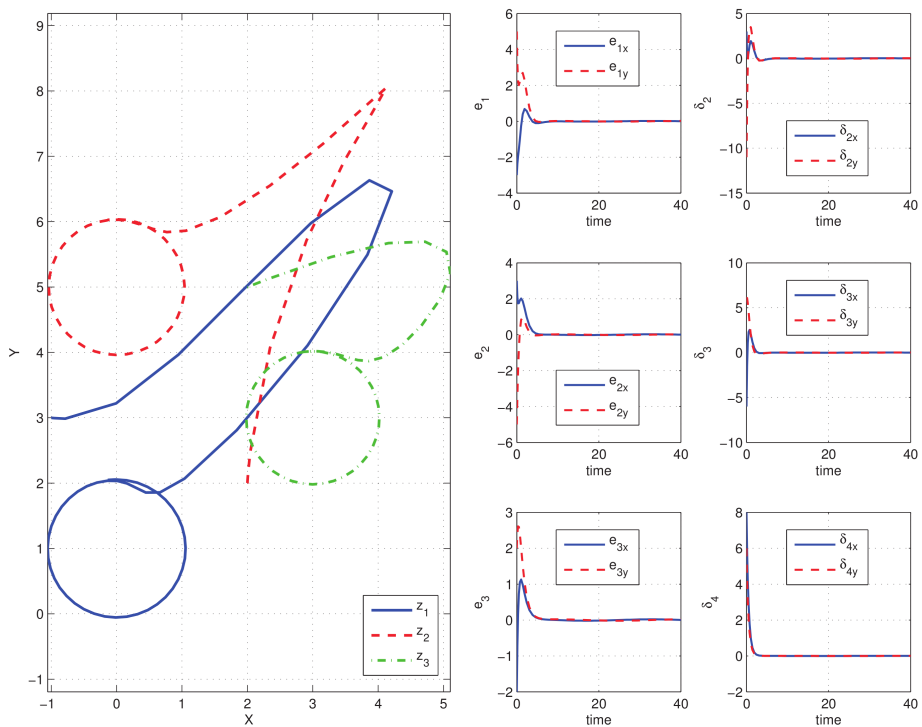 9
8
7
6
5
4
3
2
1
0
−1
Y
−1 0 1 2 3 4 5
X
z1
z2
z3
6
4
2
0
−2
−4
e1
0 20 40
time
e1x
e1y
5
0
−5
−10
−15
δ2
0 20 40
time
δ2x
δ2y
4
2
0
−2
−4
−6
e2
0 20 40
time
e2x
e2y
10
5
0
−5
−10
δ3
0 20 40
time
δ3x
δ3y
3
2
1
0
−1
−2
e3
0 20 40
time
e3x
e3y
8
6
4
2
0
−2
δ4
0 20 40
time
δ4x
δ4y